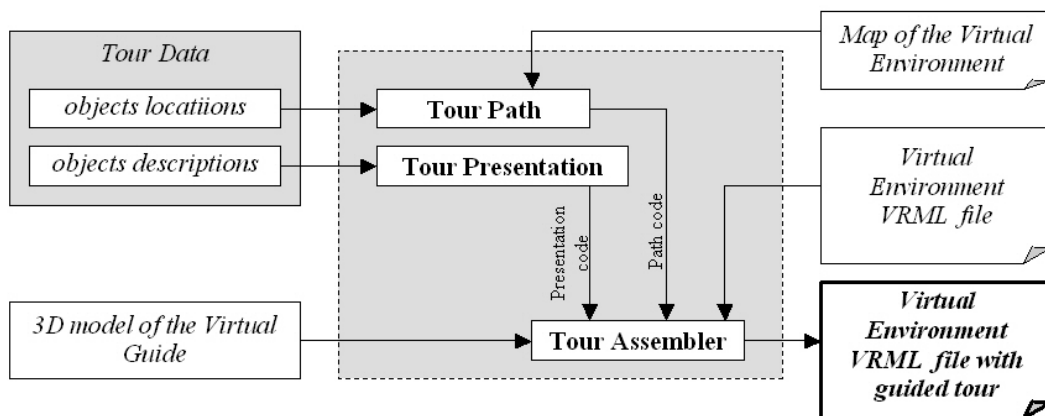 Tour Data
objects locatiions
objects descriptions
3D model of the Virtual
Guide
Tour Path
Tour Presentation
Presentation
code
Path code
Tour Assembler
Map of the Virtual
Environment
Virtual
Environment
VRML file
Virtual
Environment
VRML file with
guided tour